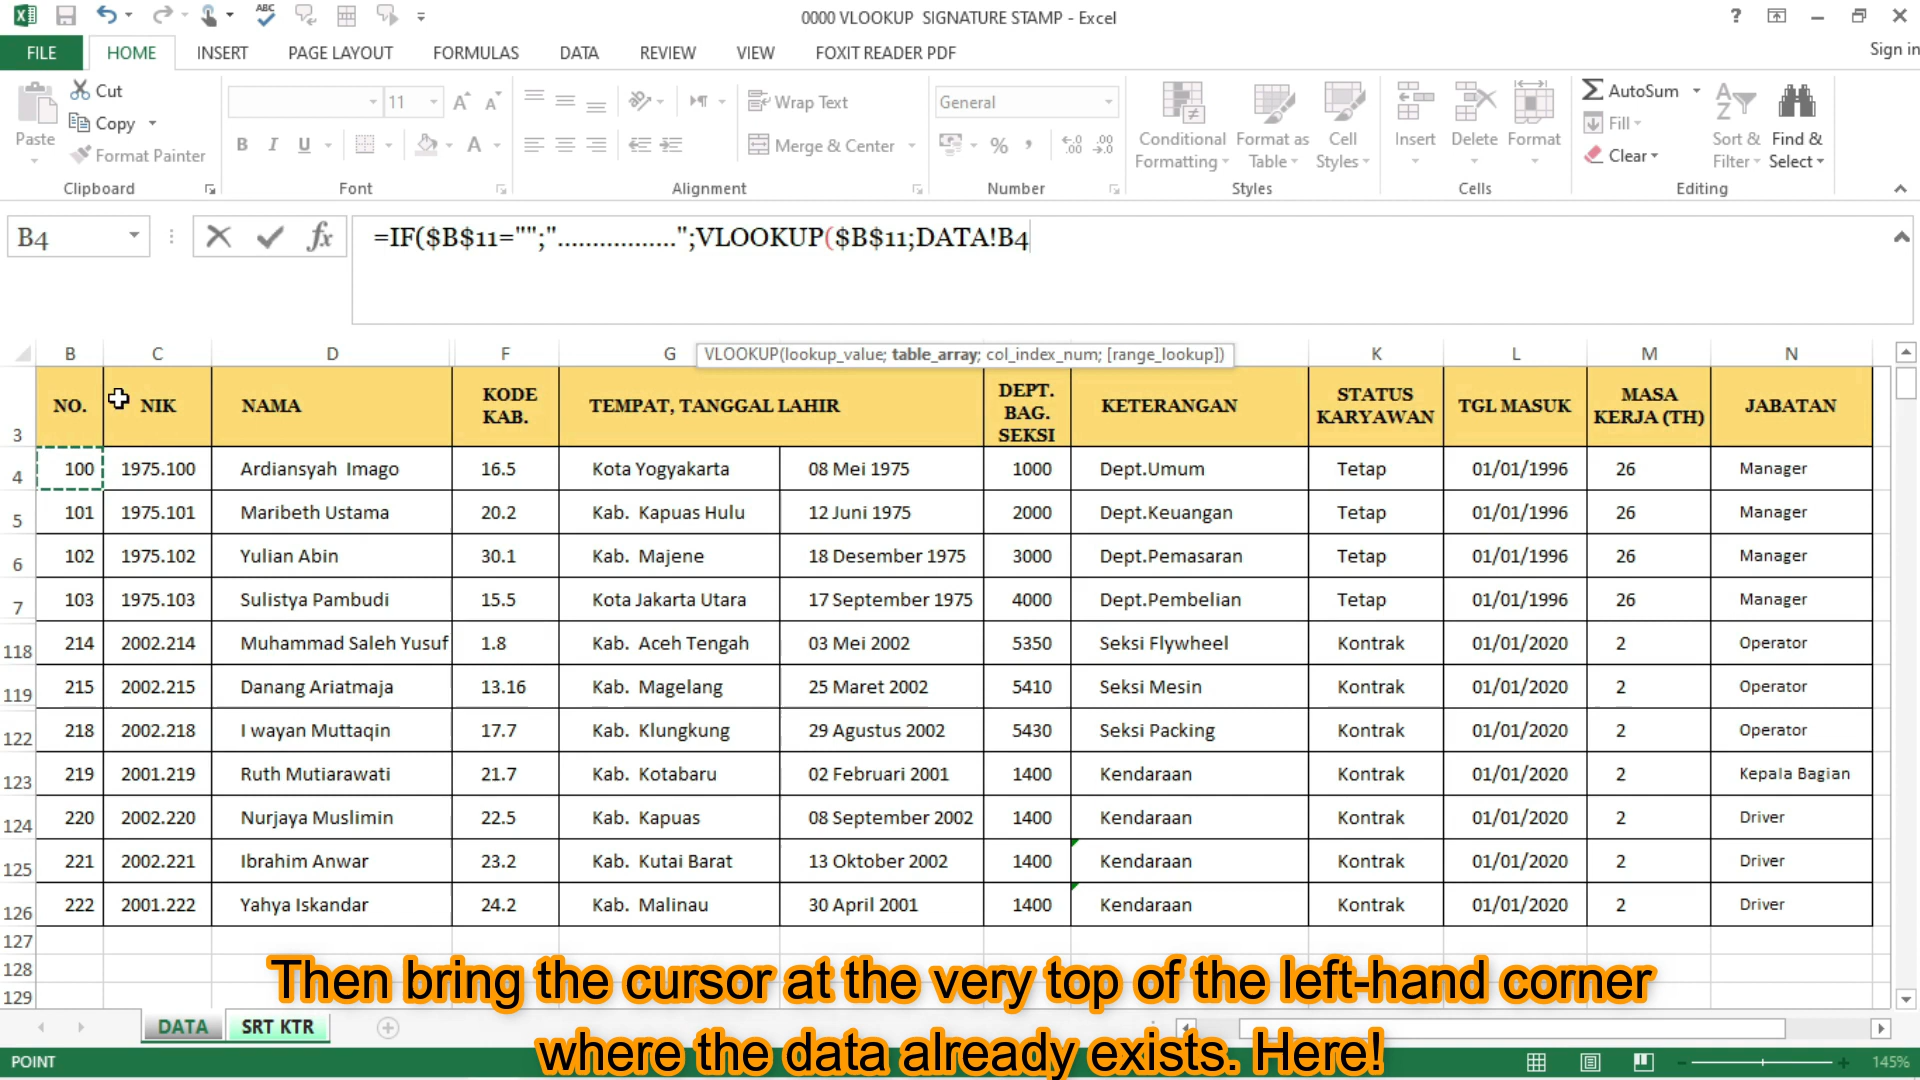 0000 VLOOKUP  SIGNATURE STAMP - Excel
FILE HOME INSERT PAGE LAYOUT FORMULAS DATA REVIEW VIEW FOXIT READER PDF Sign in
Cut
Copy
Format Painter
Paste
Clipboard
11
B I U A
Font
Wrap Text
Merge & Center
Alignment
General
%
Number
Conditional Formatting
Format as Table
Cell Styles
Styles
Insert Delete Format
Cells
AutoSum
Fill
Clear
Sort & Filter
Find & Select
Editing
B4 fx =IF($B$11="";".................";VLOOKUP($B$11;DATA!B4
VLOOKUP(lookup_value; table_array; col_index_num; [range_lookup])
B C D F G K L M N
3 NO. NIK NAMA KODE KAB. TEMPAT, TANGGAL LAHIR DEPT. BAG. SEKSI KETERANGAN STATUS KARYAWAN TGL MASUK MASA KERJA (TH) JABATAN
4 100 1975.100 Ardiansyah  Imago 16.5 Kota Yogyakarta 08 Mei 1975 1000 Dept.Umum Tetap 01/01/1996 26 Manager
5 101 1975.101 Maribeth Ustama 20.2 Kab.  Kapuas Hulu 12 Juni 1975 2000 Dept.Keuangan Tetap 01/01/1996 26 Manager
6 102 1975.102 Yulian Abin 30.1 Kab.  Majene 18 Desember 1975 3000 Dept.Pemasaran Tetap 01/01/1996 26 Manager
7 103 1975.103 Sulistya Pambudi 15.5 Kota Jakarta Utara 17 September 1975 4000 Dept.Pembelian Tetap 01/01/1996 26 Manager
118 214 2002.214 Muhammad Saleh Yusuf 1.8 Kab.  Aceh Tengah 03 Mei 2002 5350 Seksi Flywheel Kontrak 01/01/2020 2 Operator
119 215 2002.215 Danang Ariatmaja 13.16 Kab.  Magelang 25 Maret 2002 5410 Seksi Mesin Kontrak 01/01/2020 2 Operator
122 218 2002.218 I wayan Muttaqin 17.7 Kab.  Klungkung 29 Agustus 2002 5430 Seksi Packing Kontrak 01/01/2020 2 Operator
123 219 2001.219 Ruth Mutiarawati 21.7 Kab.  Kotabaru 02 Februari 2001 1400 Kendaraan Kontrak 01/01/2020 2 Kepala Bagian
124 220 2002.220 Nurjaya Muslimin 22.5 Kab.  Kapuas 08 September 2002 1400 Kendaraan Kontrak 01/01/2020 2 Driver
125 221 2002.221 Ibrahim Anwar 23.2 Kab.  Kutai Barat 13 Oktober 2002 1400 Kendaraan Kontrak 01/01/2020 2 Driver
126 222 2001.222 Yahya Iskandar 24.2 Kab.  Malinau 30 April 2001 1400 Kendaraan Kontrak 01/01/2020 2 Driver
127
128
129
Then bring the cursor at the very top of the left-hand corner
where the data already exists. Here!
DATA SRT KTR
POINT 145%